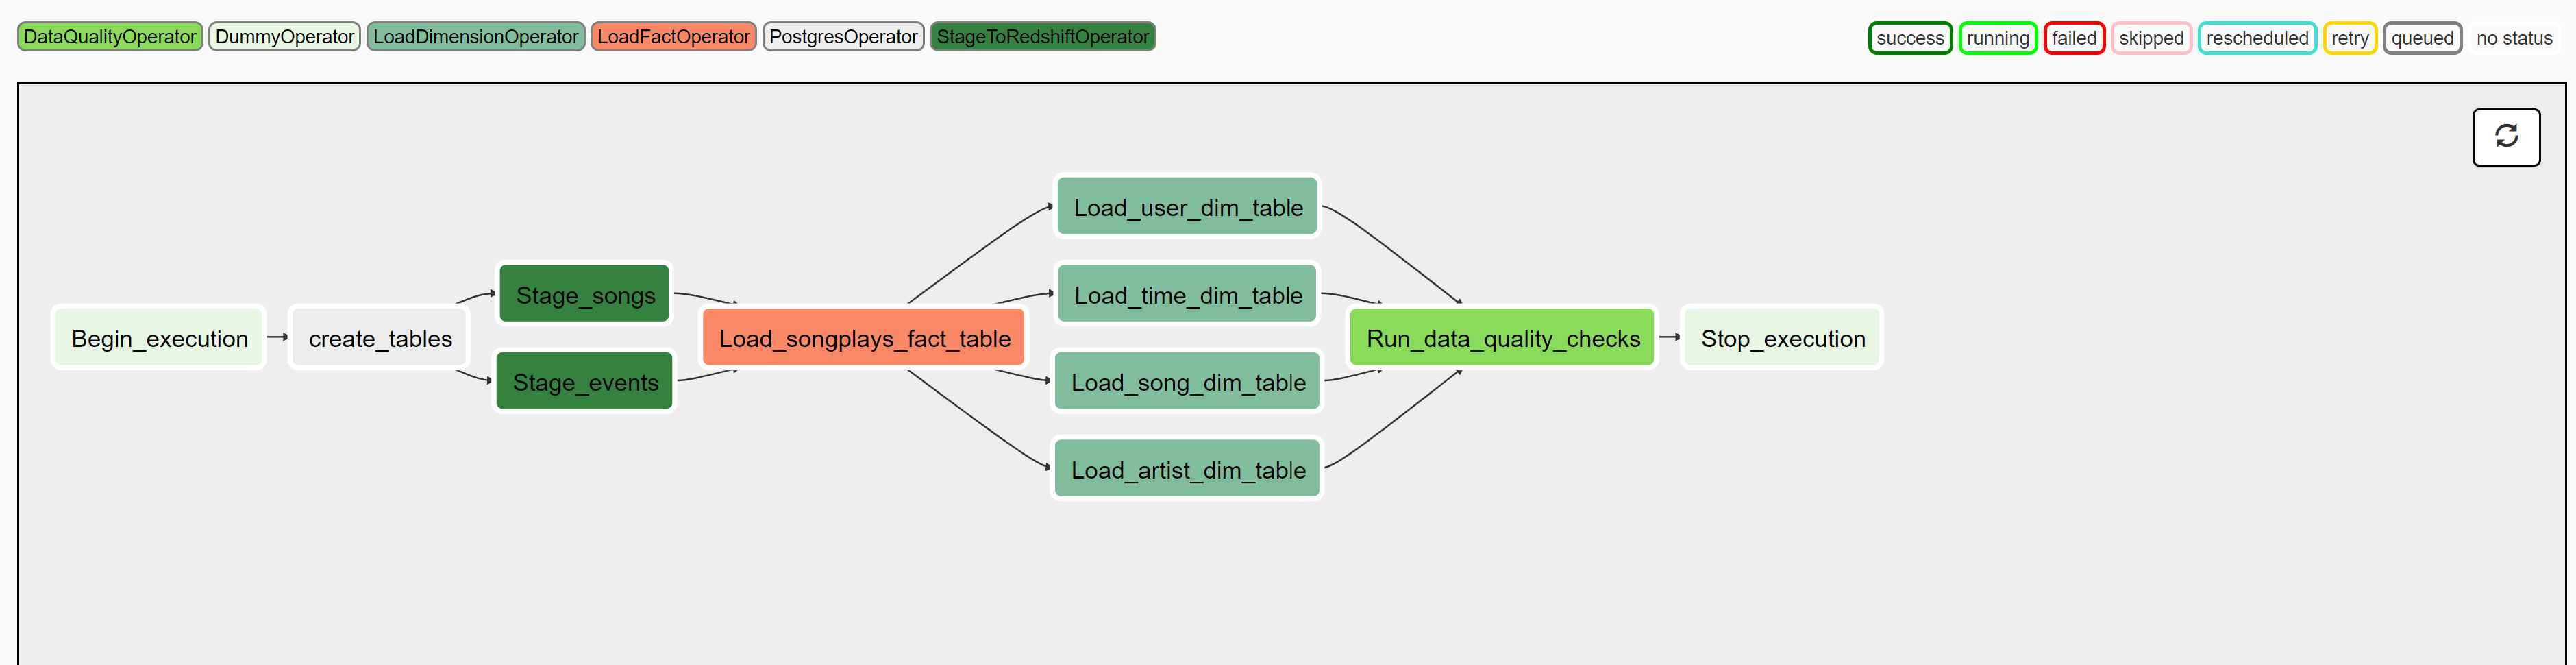 DataQualityOperator DummyOperator LoadDimensionOperator LoadFactOperator PostgresOperator StageToRedshiftOperator
success running failed skipped rescheduled retry queued no status
Load_user_dim_table
Stage_songs
Load_time_dim_table
Begin_execution
create_tables
Load_songplays_fact_table
Run_data_quality_checks
Stop_execution
Stage_events
Load_song_dim_table
Load_artist_dim_table